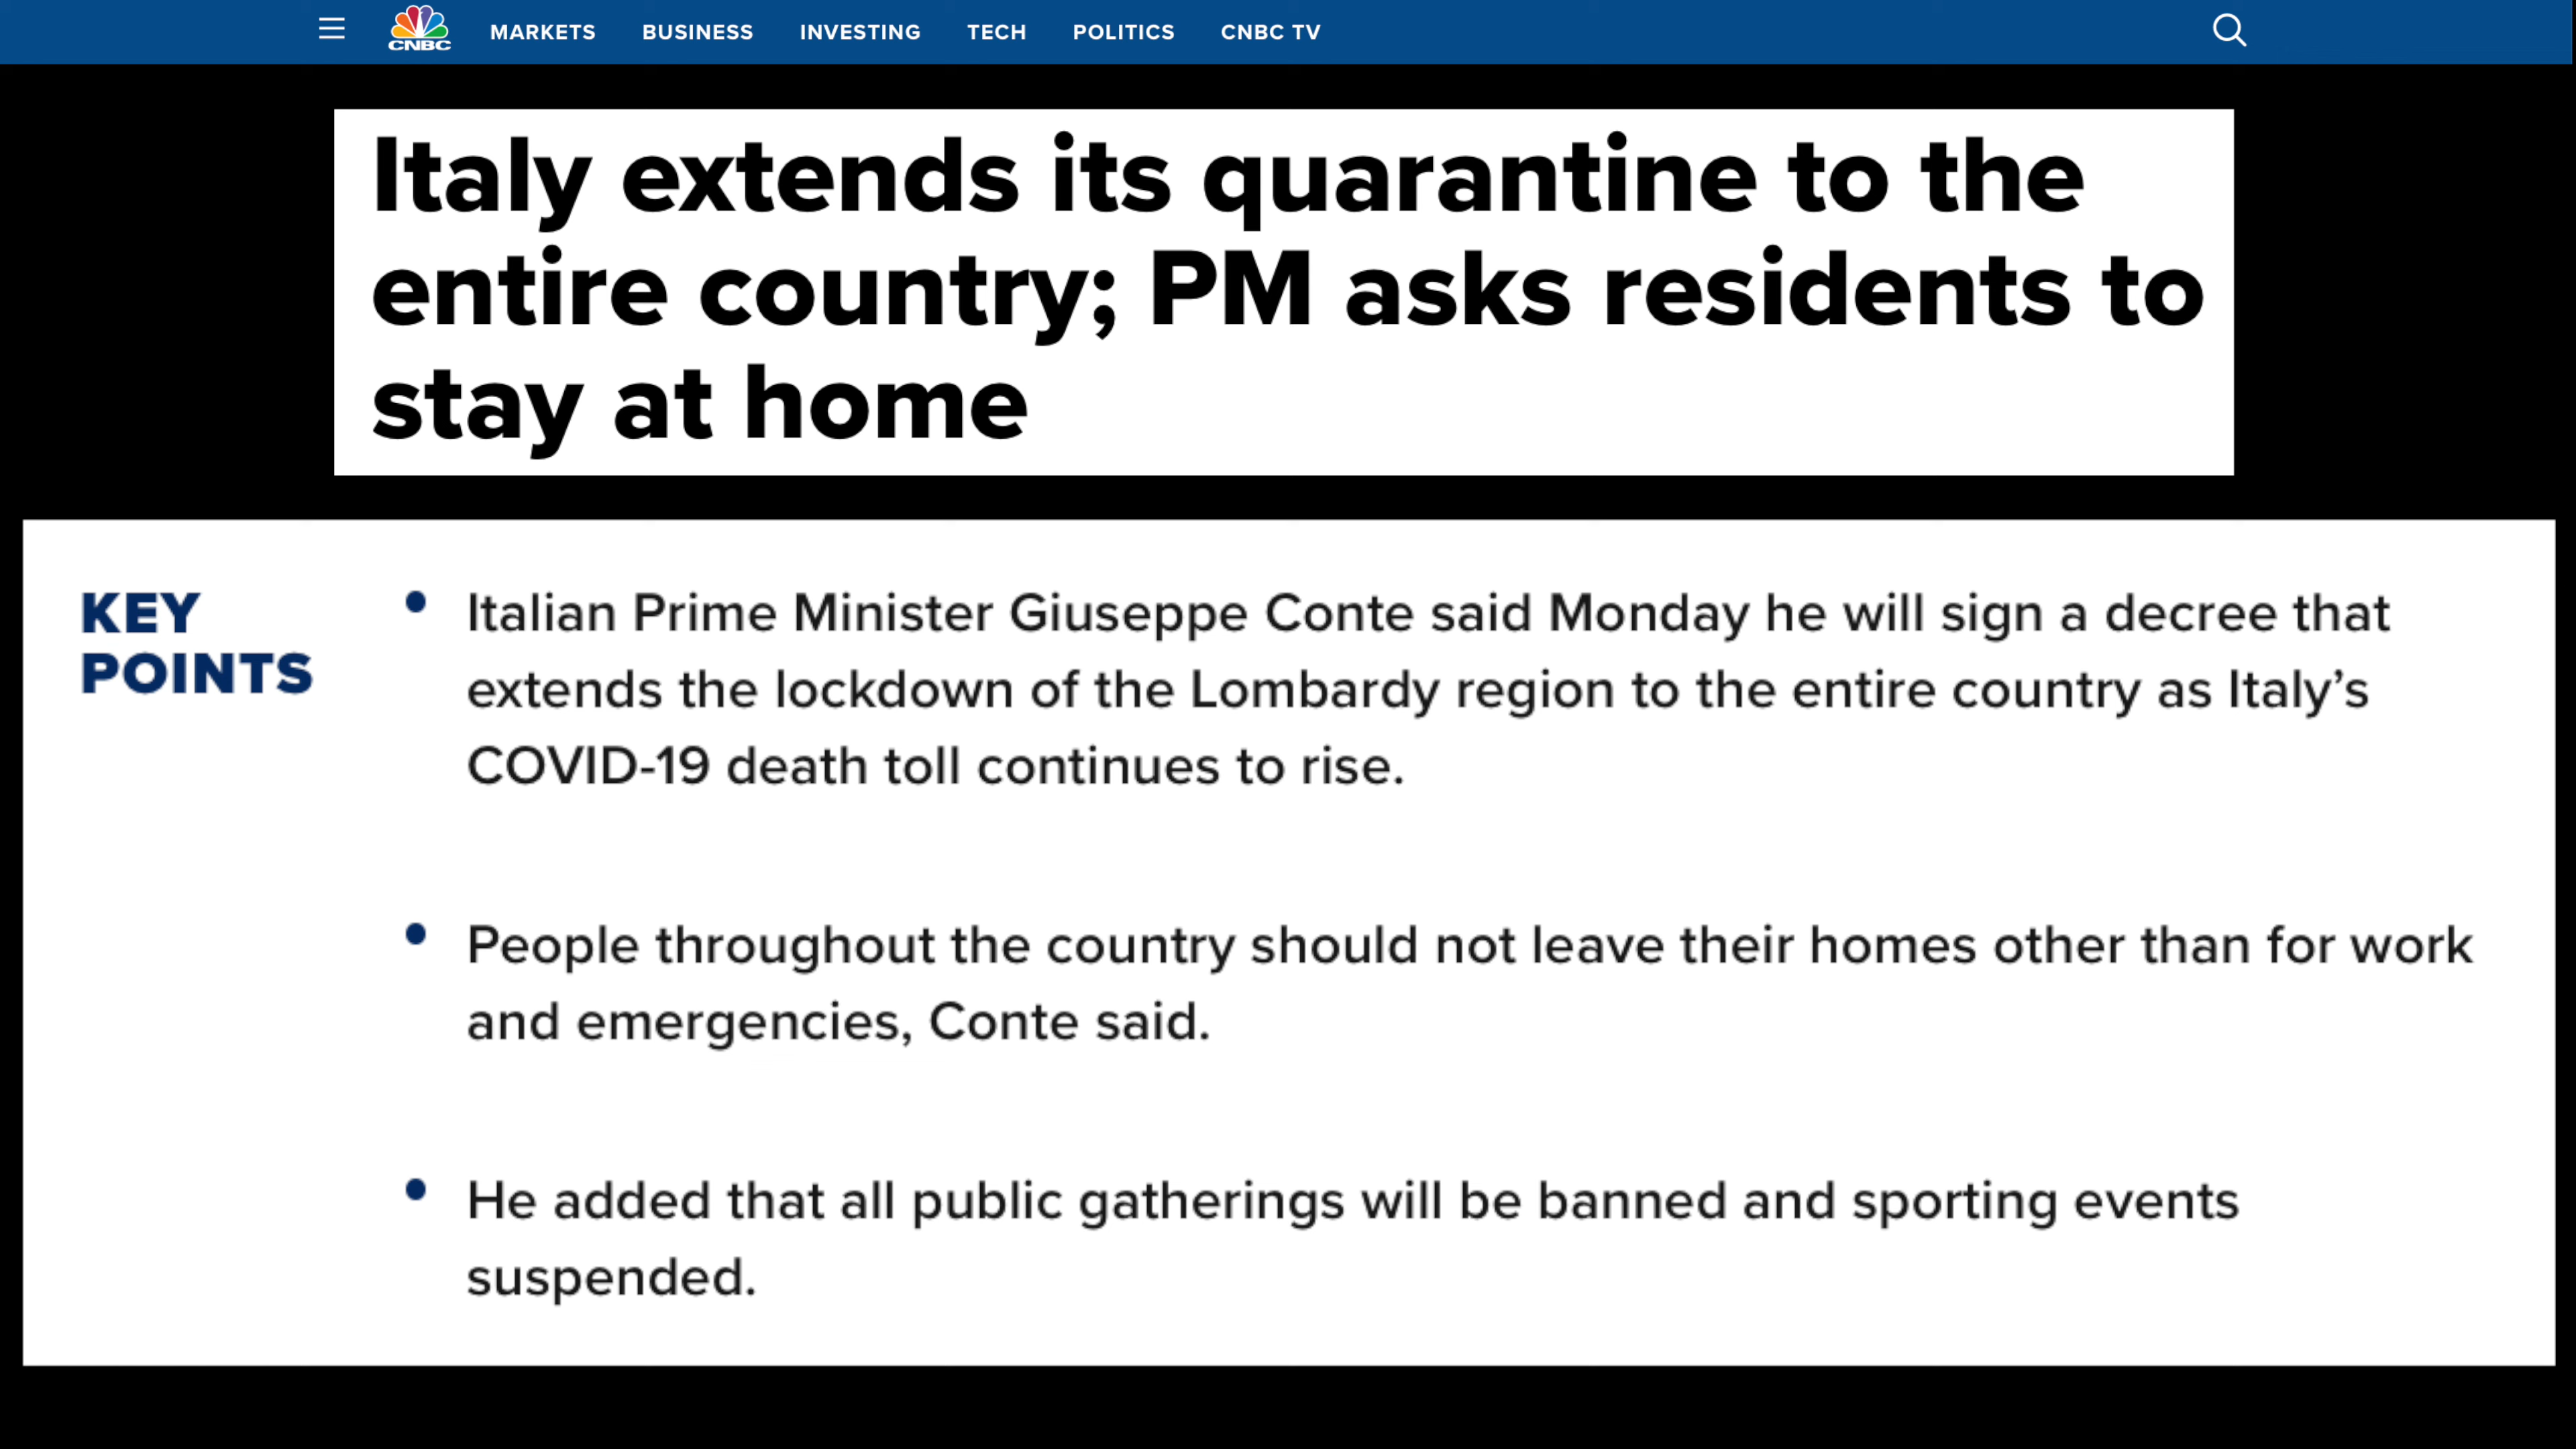 CNBC MARKETS BUSINESS INVESTING TECH POLITICS CNBC TV
Italy extends its quarantine to the
entire country; PM asks residents to
stay at home
KEY
POINTS
• Italian Prime Minister Giuseppe Conte said Monday he will sign a decree that
extends the lockdown of the Lombardy region to the entire country as Italy’s
COVID-19 death toll continues to rise.
• People throughout the country should not leave their homes other than for work
and emergencies, Conte said.
• He added that all public gatherings will be banned and sporting events
suspended.